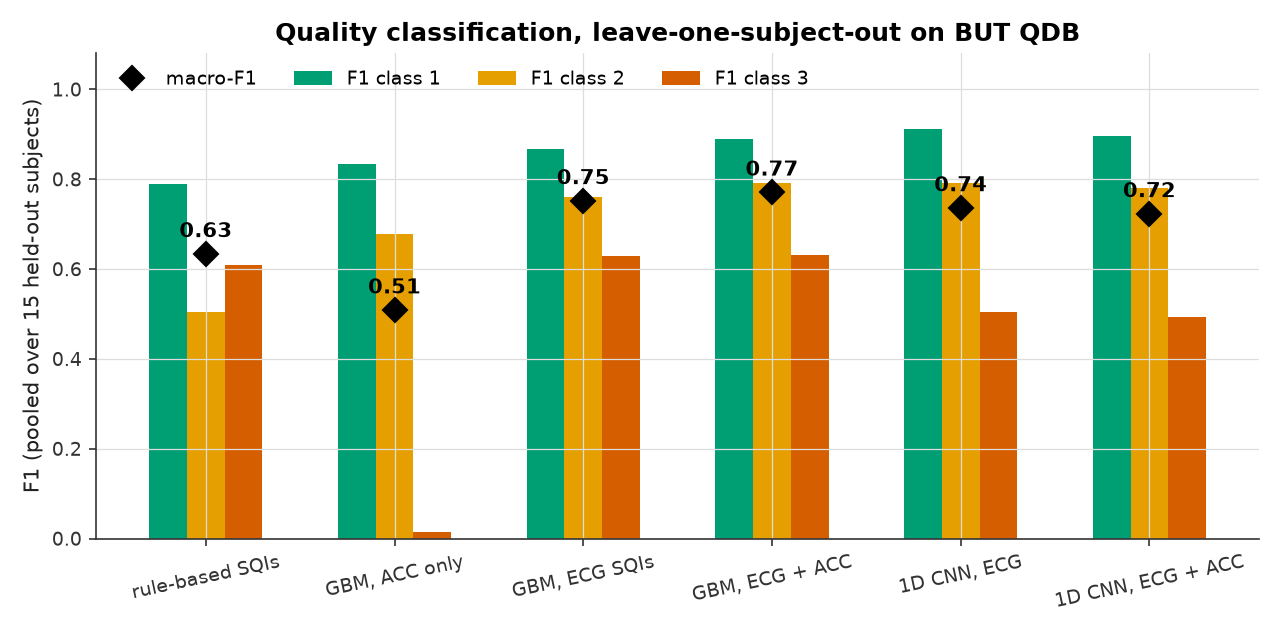 Quality classification, leave-one-subject-out on BUT QDB
macro-F1
F1 class 1
F1 class 2
F1 class 3
F1 (pooled over 15 held-out subjects)
1.0
0.8
0.6
0.4
0.2
0.0
0.63
0.51
0.75
0.77
0.74
0.72
rule-based SQIs
GBM, ACC only
GBM, ECG SQIs
GBM, ECG + ACC
1D CNN, ECG
1D CNN, ECG + ACC